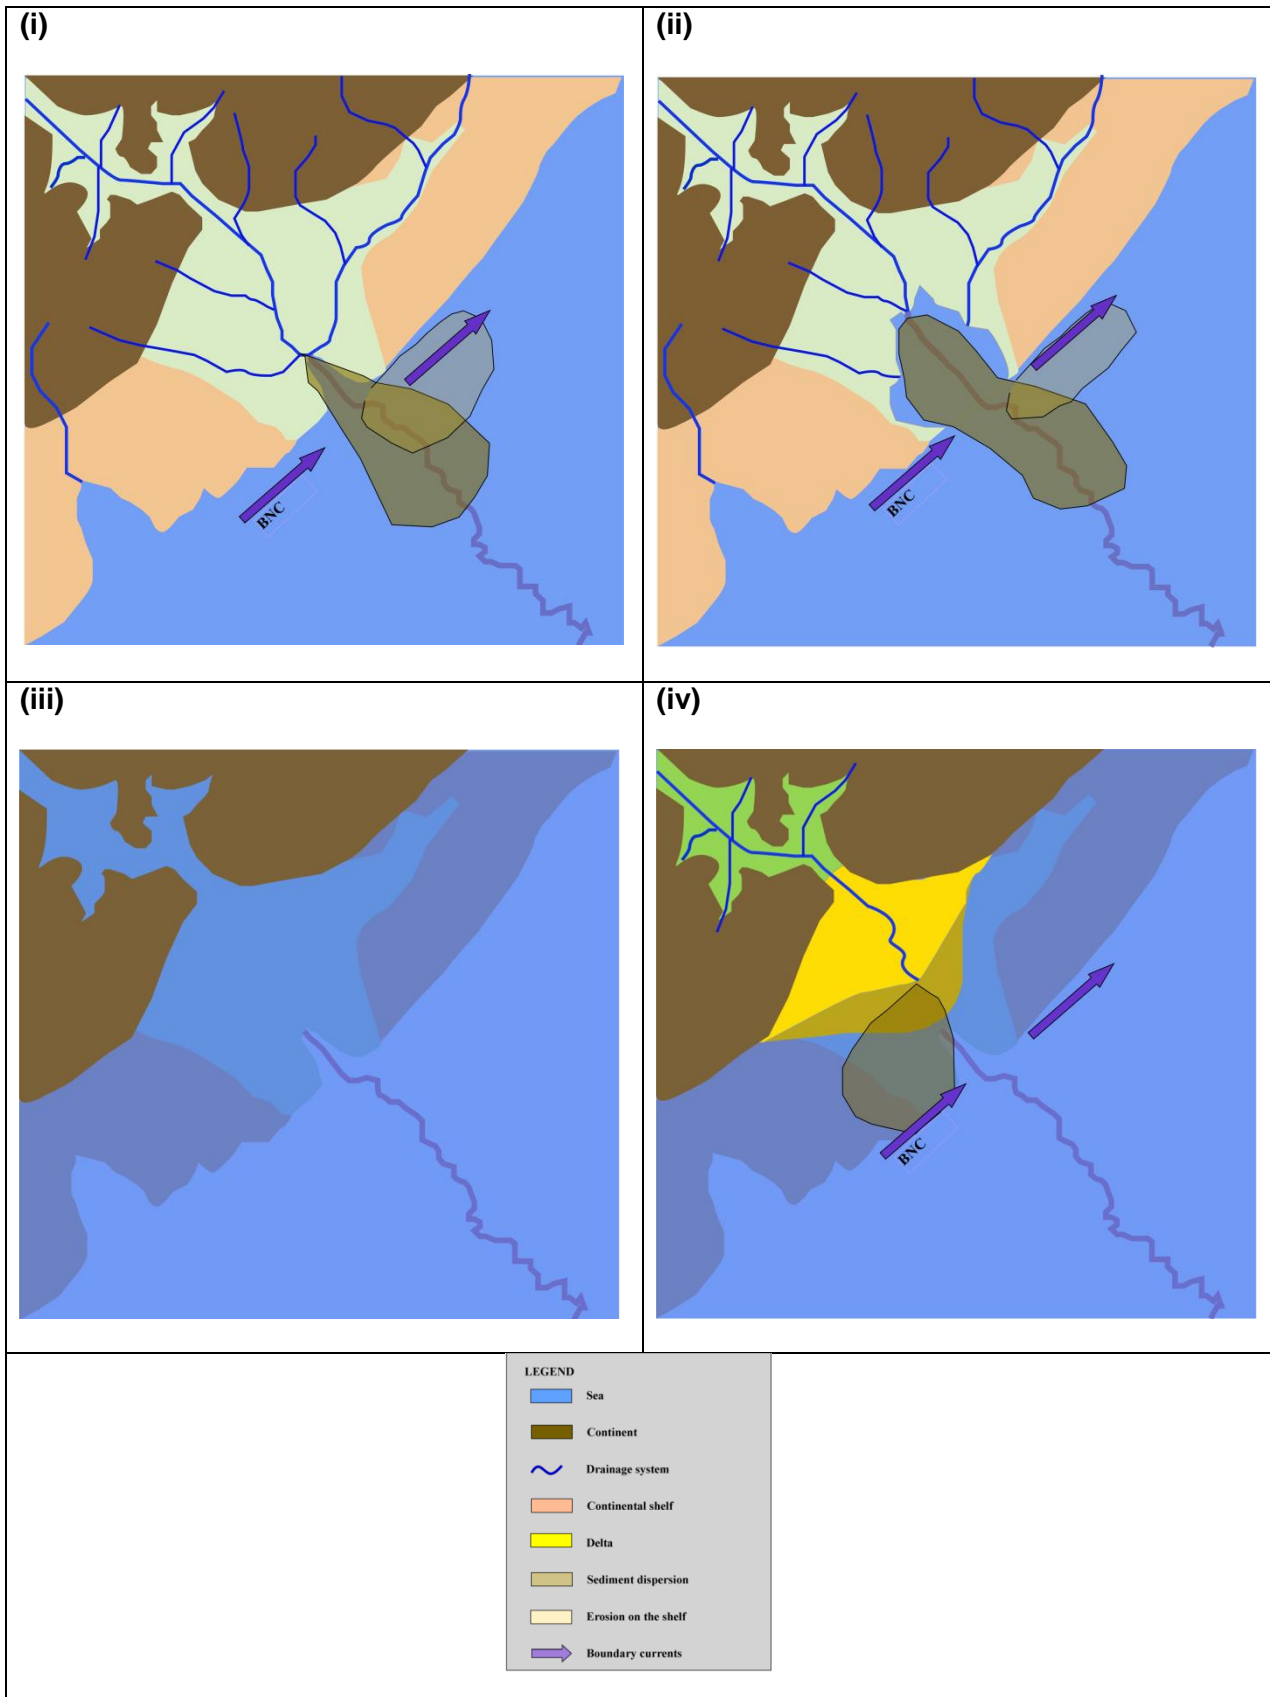 (i)
(ii)
BNC
BNC
(iii)
(iv)
BNC
LEGEND
Sea
Continent
Drainage system
Continental shelf
Delta
Sediment dispersion
Erosion on the shelf
Boundary currents